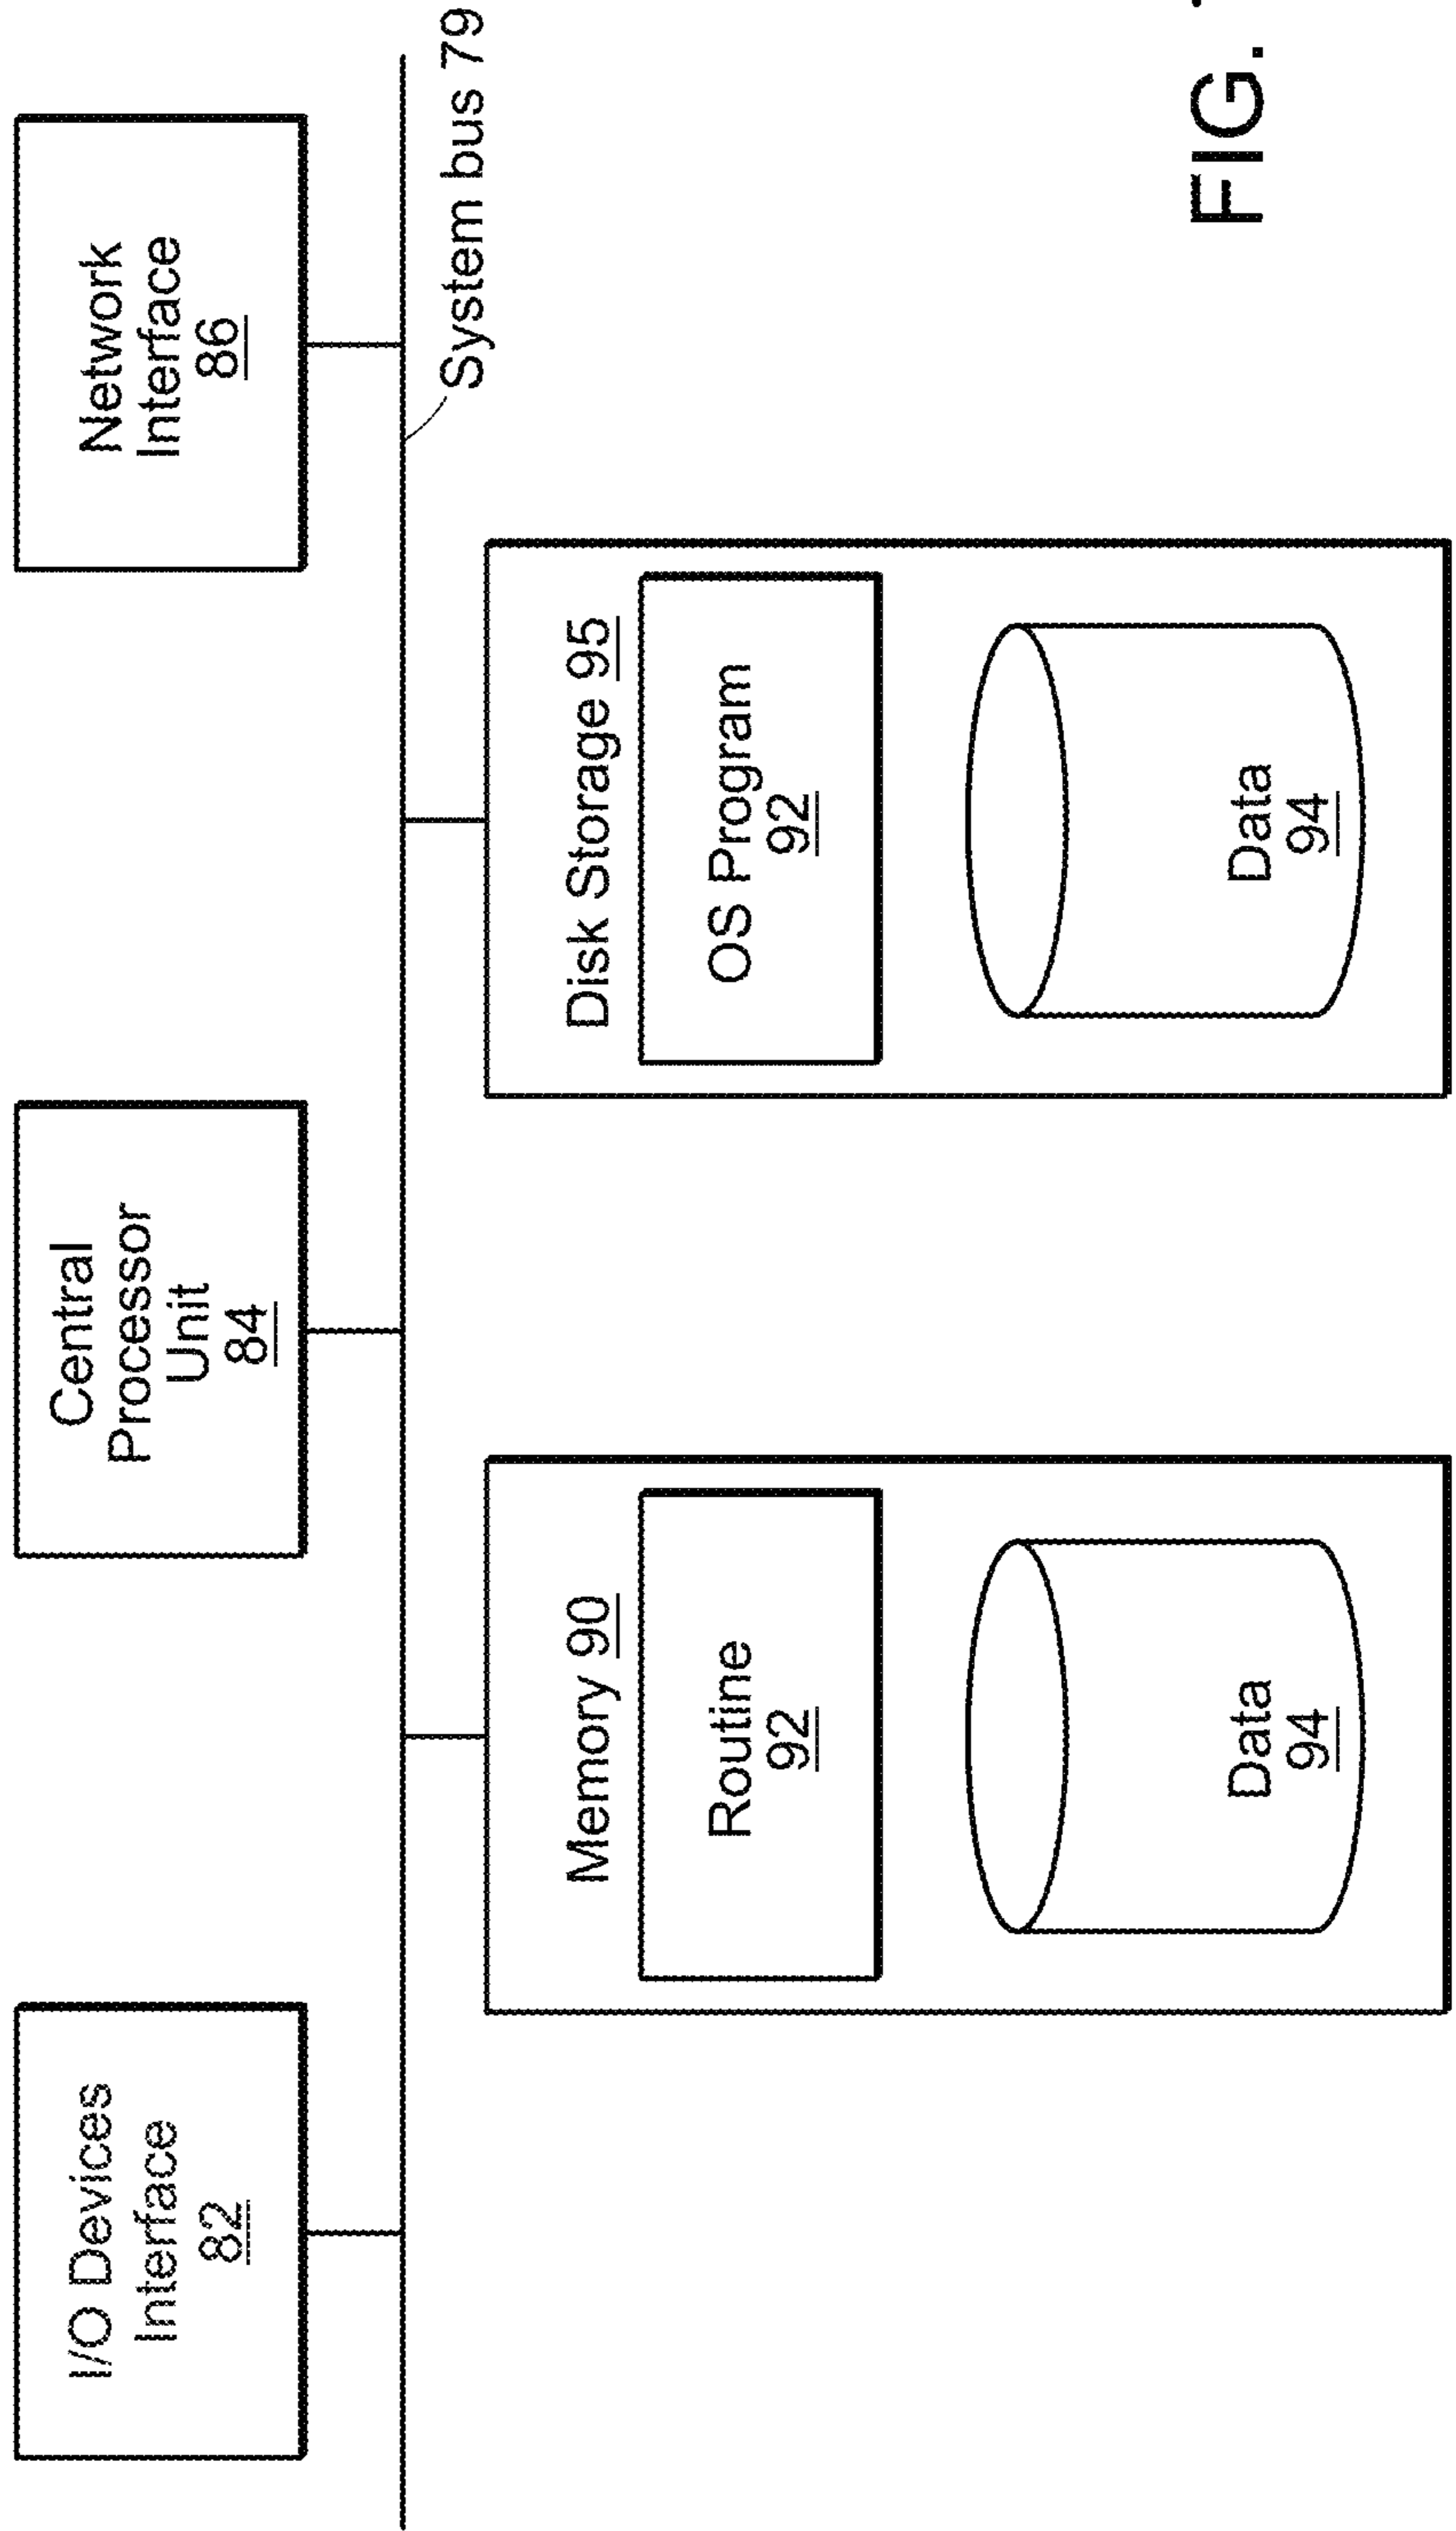 I/O Devices
Interface
82
Central
Processor
Unit
84
Network
Interface
86
System bus 79
Memory 90
Routine
92
Data
94
Disk Storage 95
OS Program
92
Data
94
FIG.